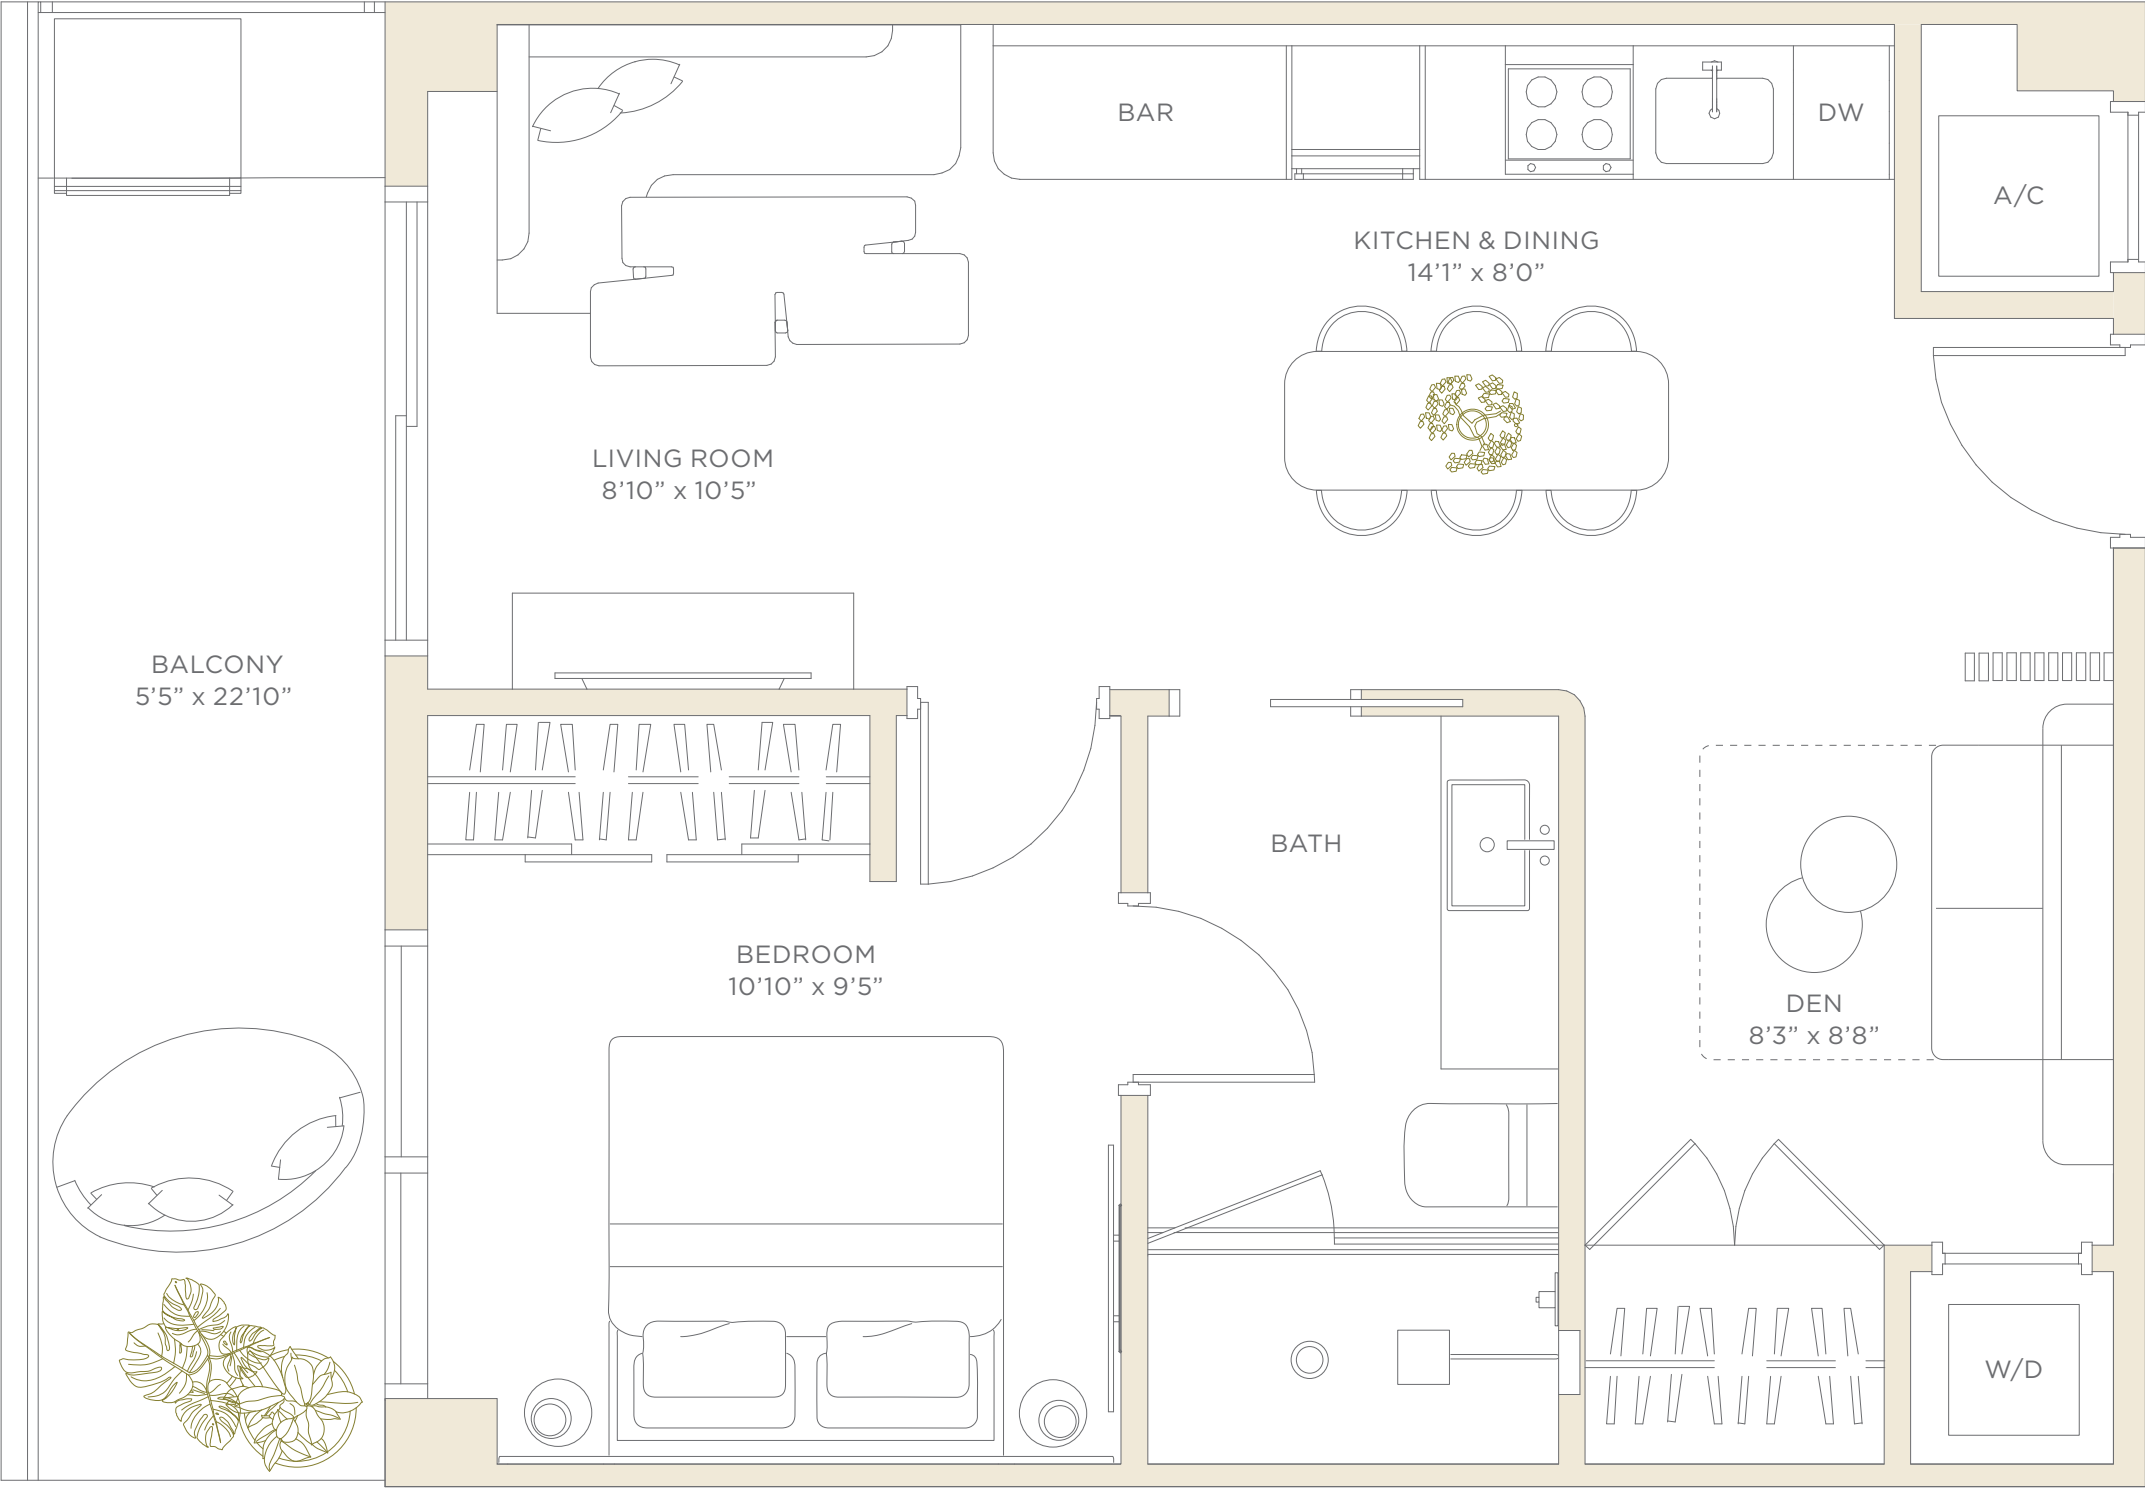 BAR
DW
A/C
KITCHEN & DINING
14’1” x 8’0”
LIVING ROOM
8’10” x 10’5”
BALCONY
5’5” x 22’10”
BATH
BEDROOM
10’10” x 9’5”
DEN
8’3” x 8’8”
W/D